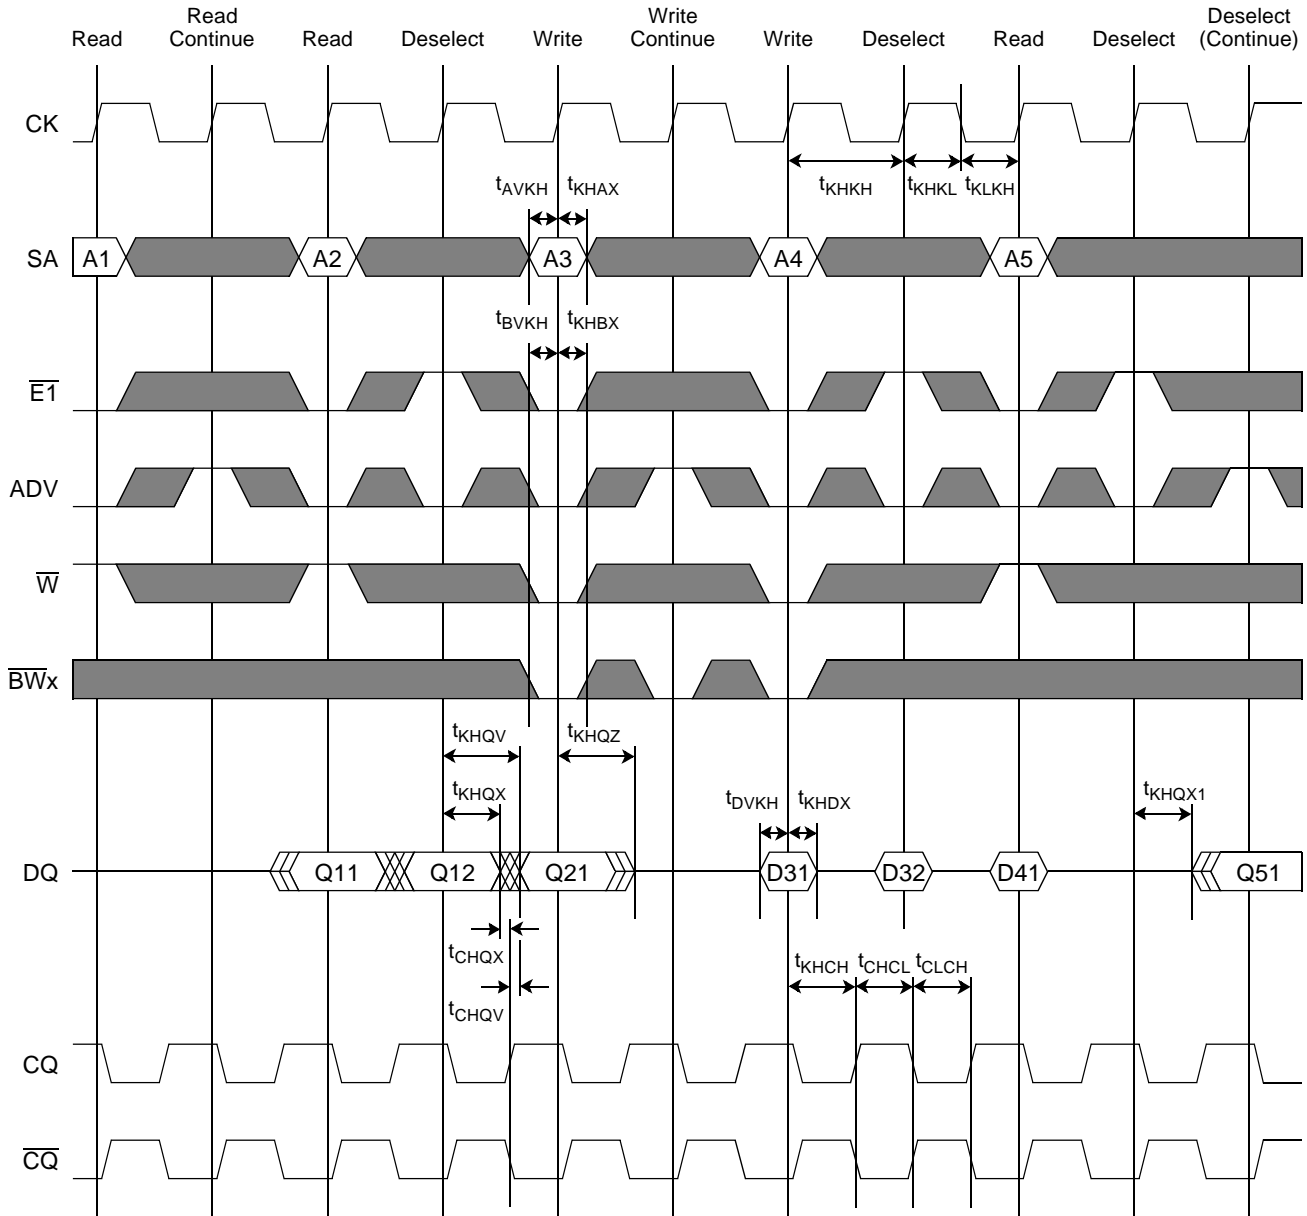 Read
Read
Continue
Read
Deselect
Write
Write
Continue
Write
Deselect
Read
Deselect
Deselect
(Continue)
CK
tKHKH
tKHKL
tKLKH
tAVKH
tKHAX
SA
A1
A2
A3
A4
A5
tBVKH
tKHBX
E1
ADV
W
BWx
tKHQV
tKHQZ
tKHQX
tDVKH
tKHDX
tKHQX1
DQ
Q11
Q12
Q21
D31
D32
D41
Q51
tCHQX
tCHQV
tKHCH
tCHCL
tCLCH
CQ
CQ